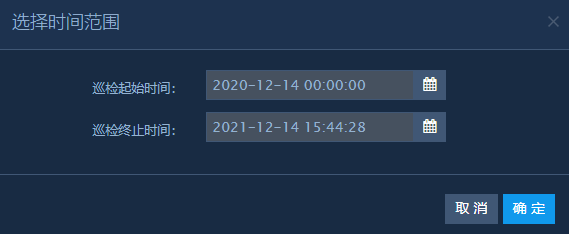 选择时间范围
巡检起始时间： 2020-12-14 00:00:00
巡检终止时间： 2021-12-14 15:44:28
取 消 确 定